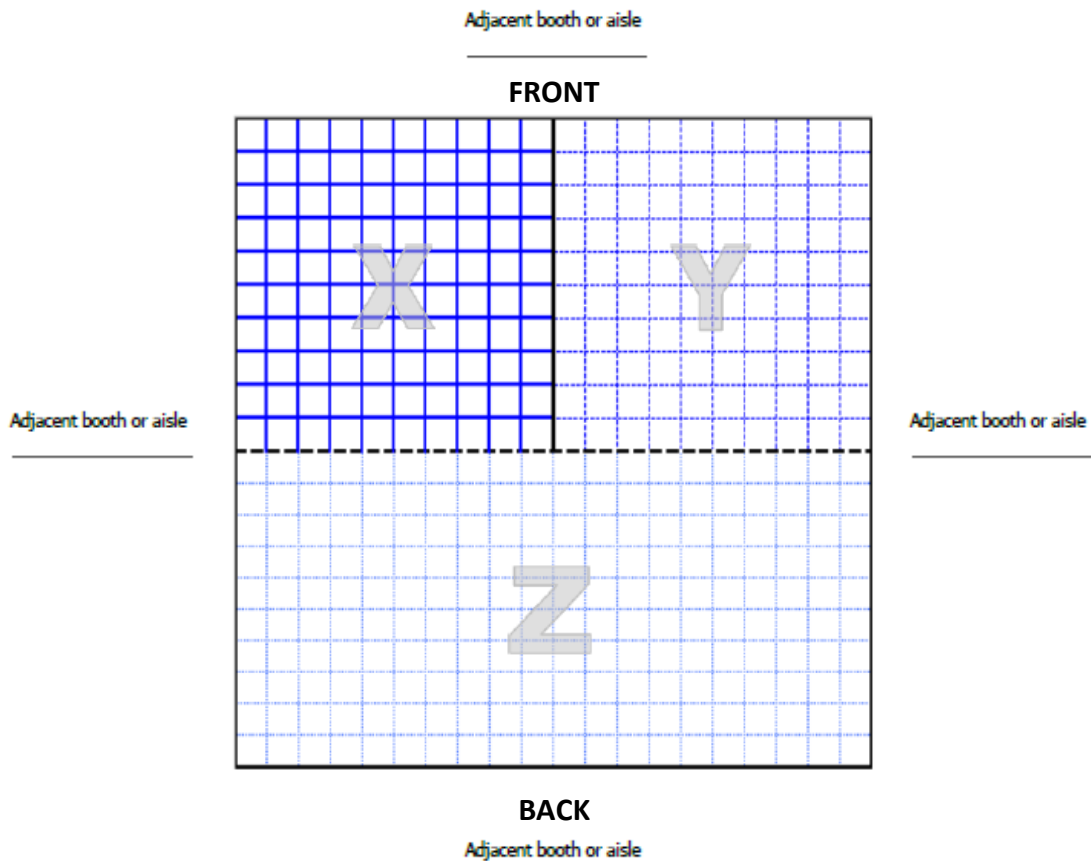 Adjacent booth or aisle
FRONT
X
Y
Adjacent booth or aisle
Adjacent booth or aisle
Z
BACK
Adjacent booth or aisle